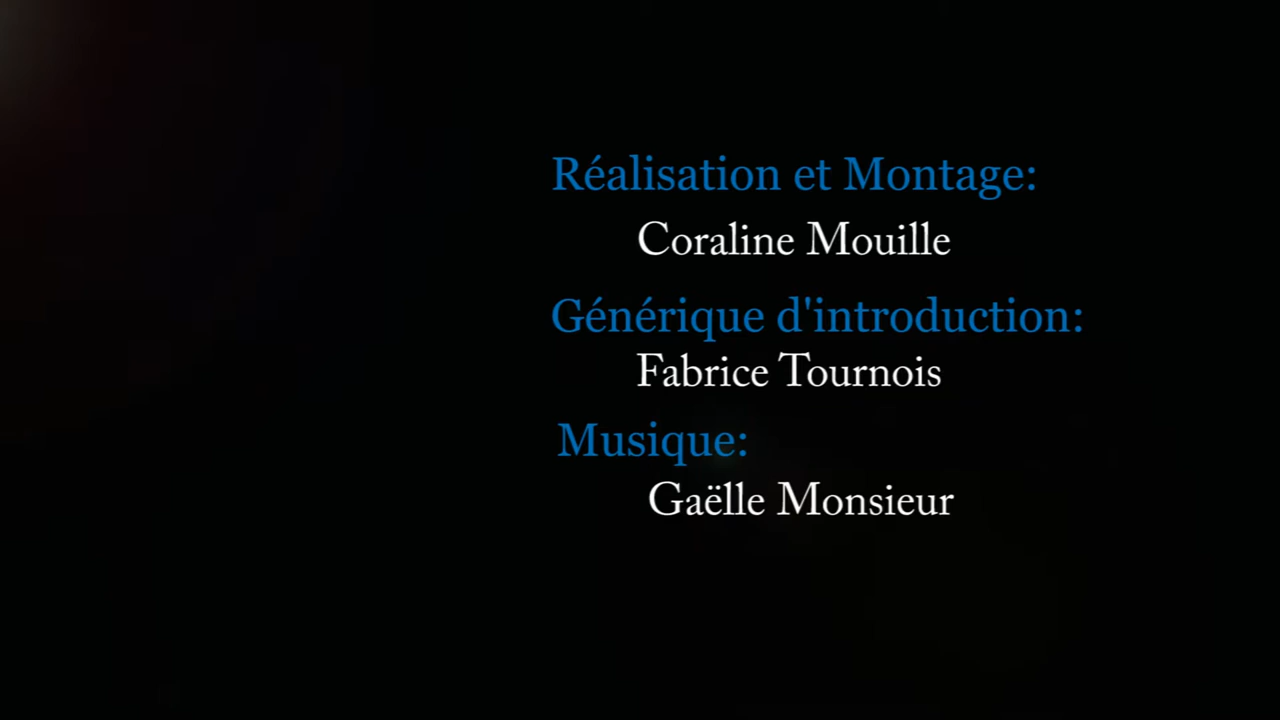 Réalisation et Montage:
Coraline Mouille
Générique d'introduction:
Fabrice Tournois
Musique:
Gaëlle Monsieur